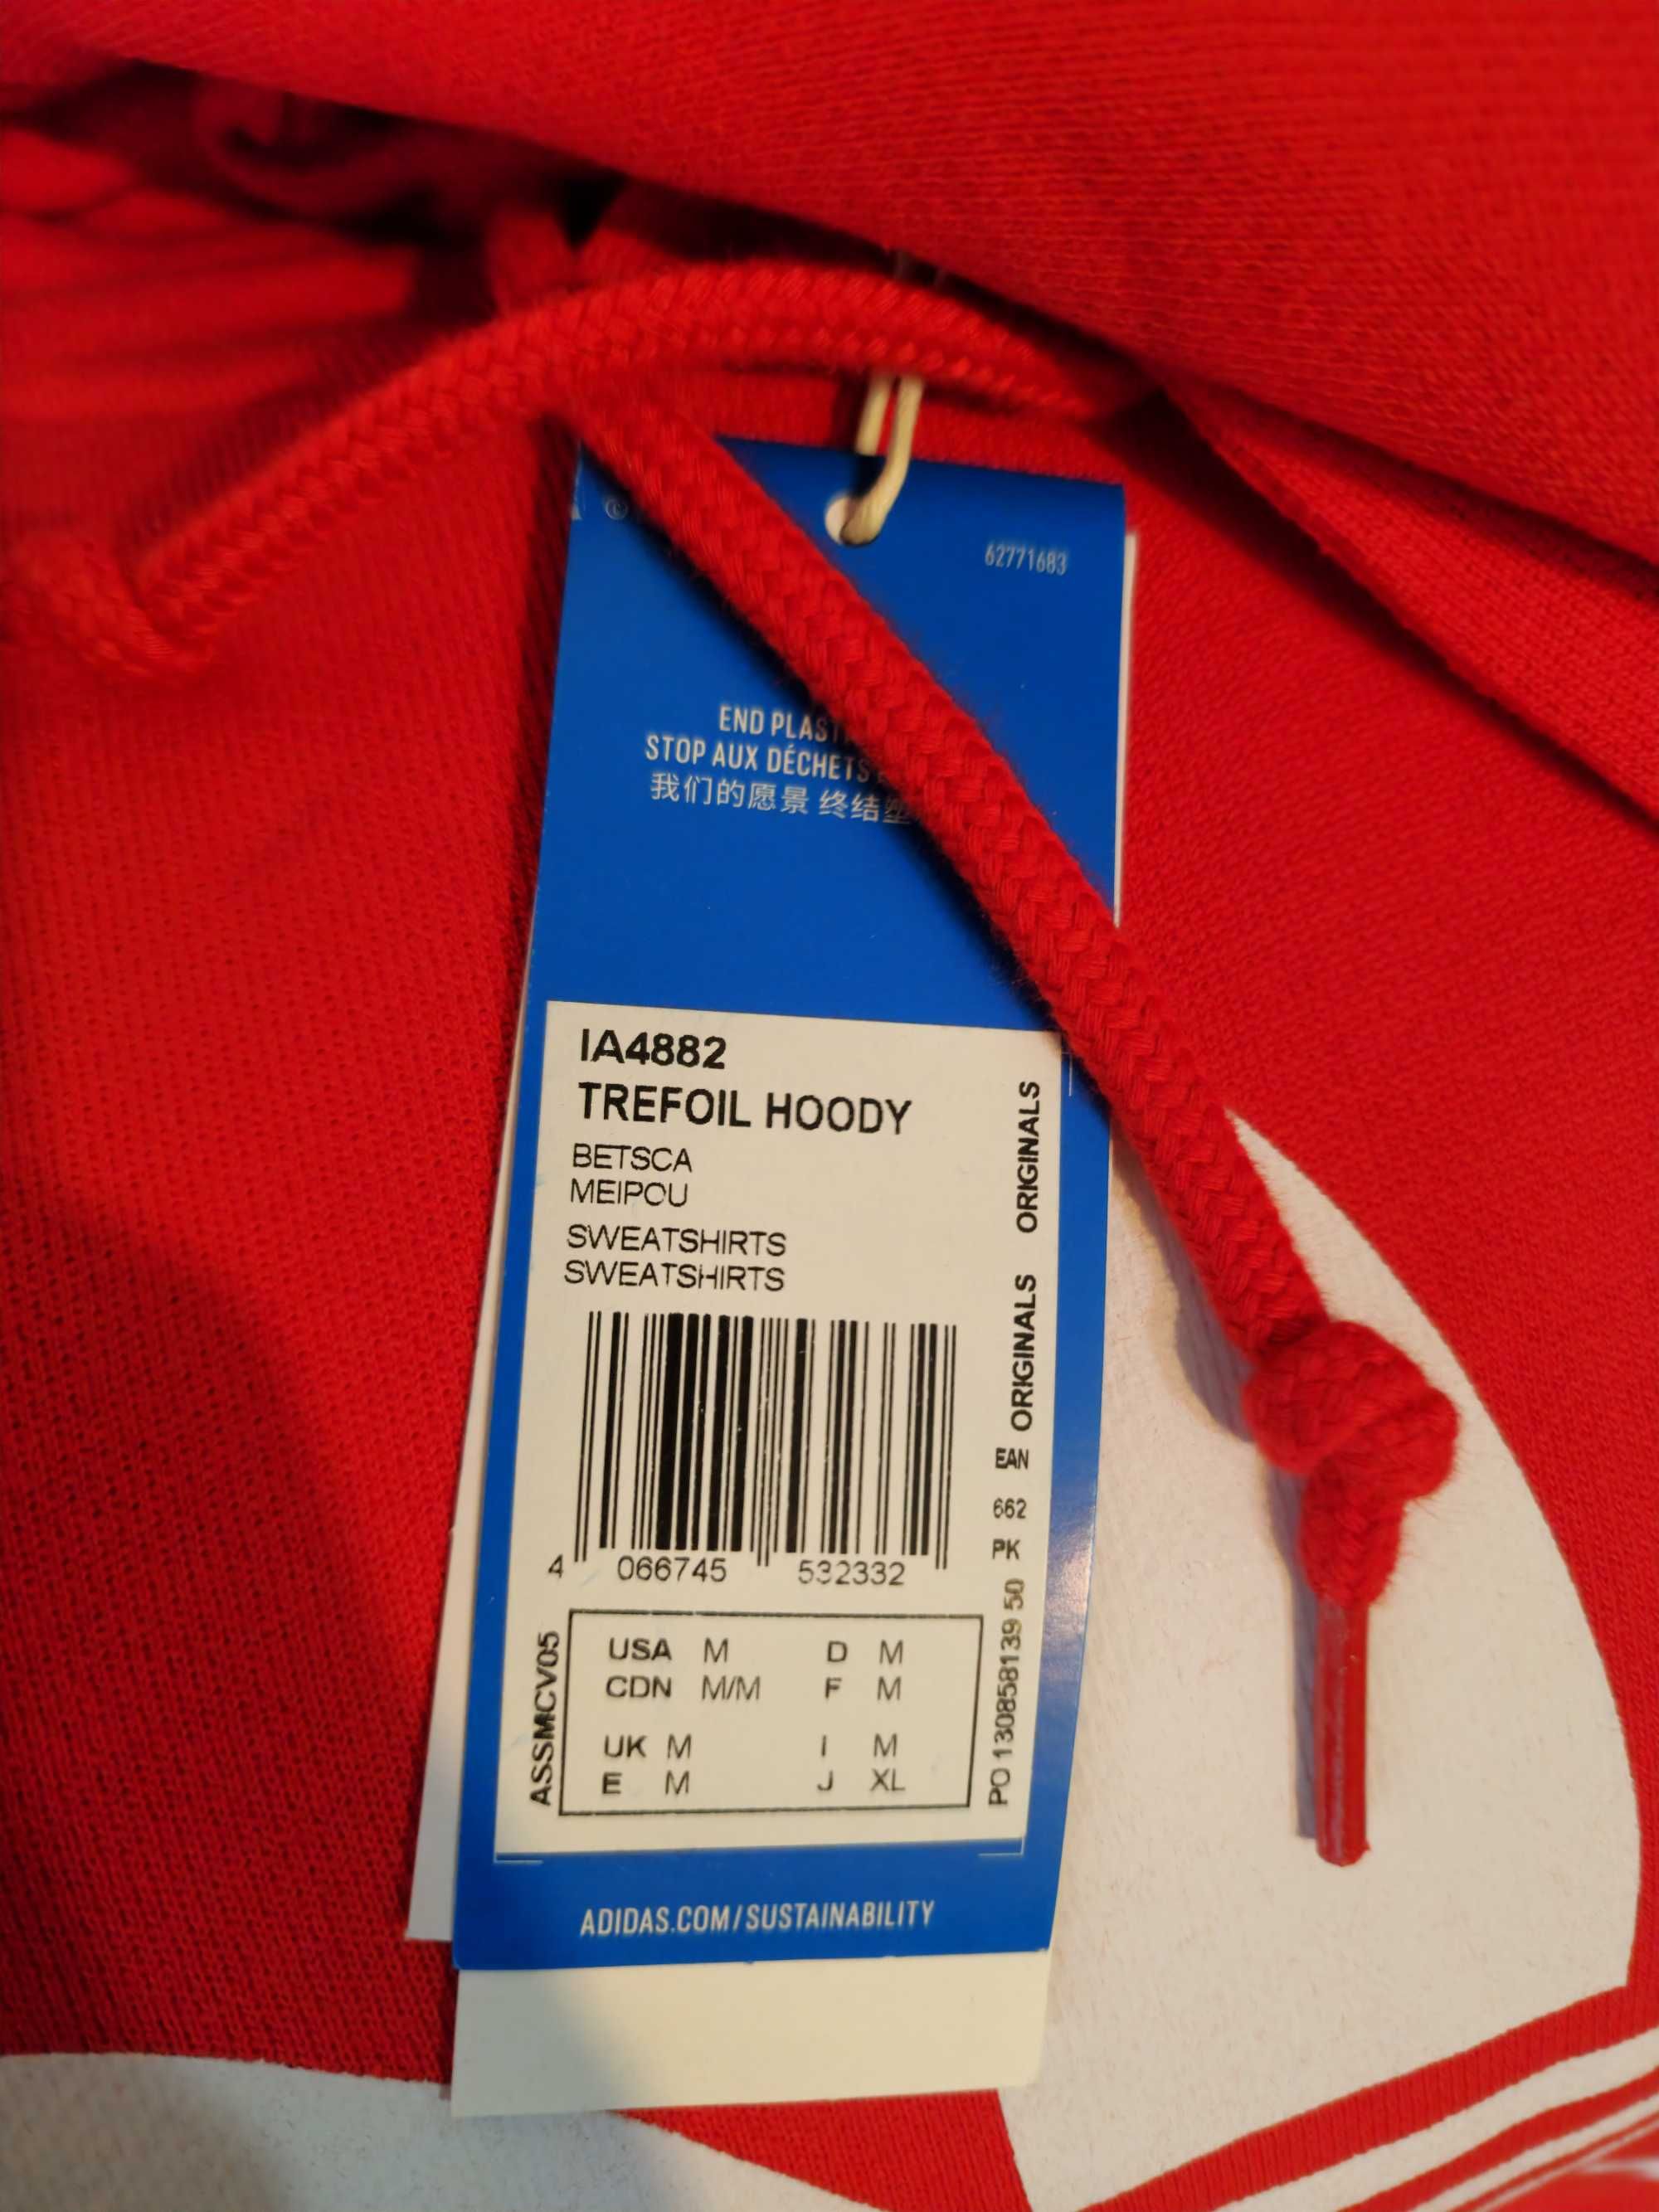 ©
62771683
END
STOP AUX DÉCHETS
我们的愿景 终结
IA4882
TREFOIL HOODY
BETSCA
MEIPOU
SWEATSHIRTS
SWEATSHIRTS
ORIGINALS
ORIGINALS
EAN
662
PK
PO 130858139 50
4 066745 532332
ASSMCV05
USA M D M
CDN M/M F M
UK M I M
E M J XL
ADIDAS.COM/SUSTAINABILITY